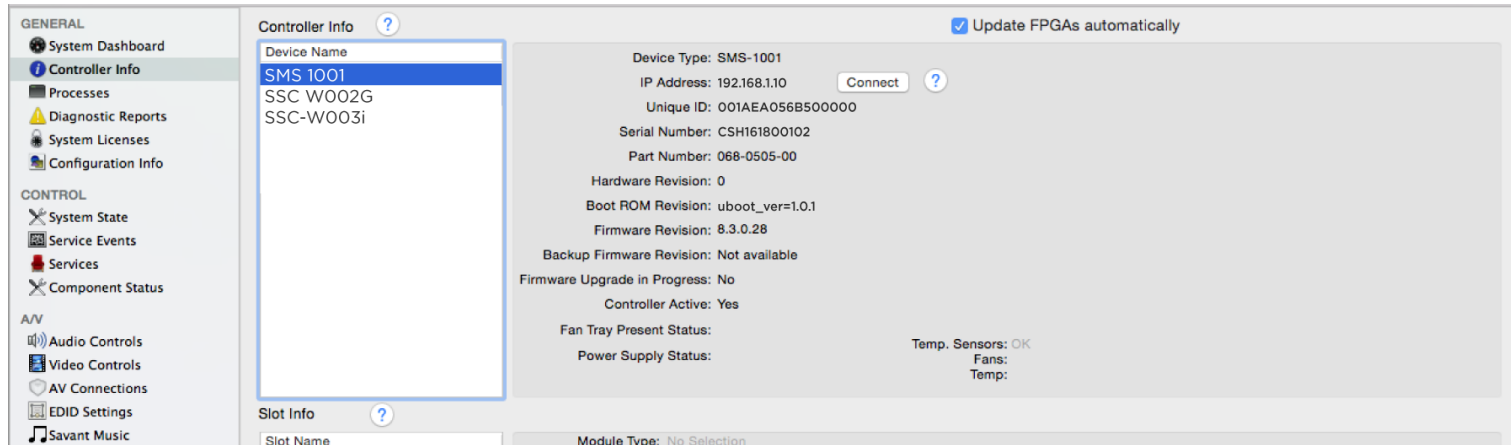 GENERAL
System Dashboard
Controller Info
Processes
Diagnostic Reports
System Licenses
Configuration Info
CONTROL
System State
Service Events
Services
Component Status
A/V
Audio Controls
Video Controls
AV Connections
EDID Settings
Savant Music
Controller Info ?
Device Name
SMS 1001
SSC W002G
SSC-W003i
Update FPGAs automatically
Device Type: SMS-1001
IP Address: 192.168.1.10 Connect ?
Unique ID: 001AEA056B500000
Serial Number: CSH161800102
Part Number: 068-0505-00
Hardware Revision: 0
Boot ROM Revision: uboot_ver=1.0.1
Firmware Revision: 8.3.0.28
Backup Firmware Revision: Not available
Firmware Upgrade in Progress: No
Controller Active: Yes
Fan Tray Present Status:
Power Supply Status:
Temp. Sensors: OK
Fans:
Temp:
Slot Info ?
Slot Name
Module Type: No Selection